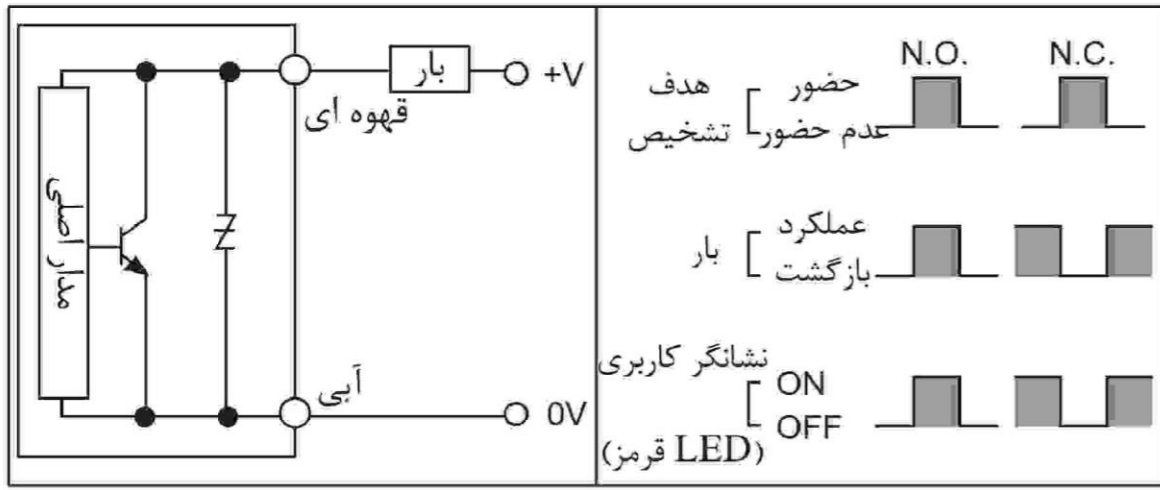 بار
+V
قهوه ای
مدار اصلی
آبی
0V
N.O. N.C.
هدف تشخیص
حضور
عدم حضور
بار
عملکرد
بازگشت
نشانگر کاربری
(LED قرمز)
ON
OFF